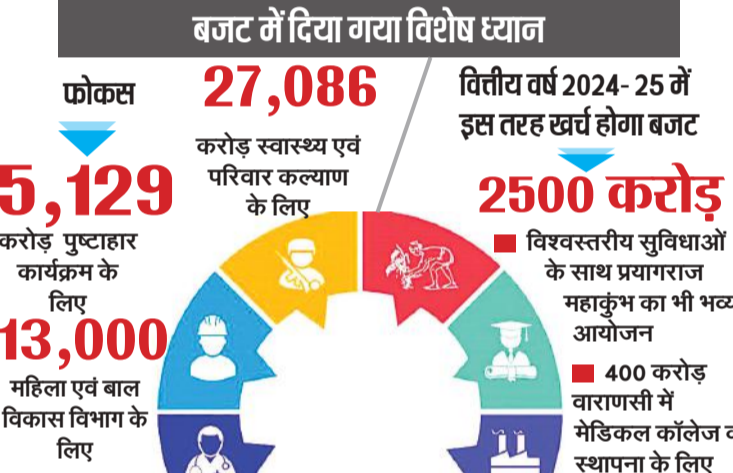 बजट में दिया गया विशेष ध्यान
फोकस
5,129
करोड़ पुष्टाहार
कार्यक्रम के
लिए
13,000
महिला एवं बाल
विकास विभाग के
लिए
27,086
करोड़ स्वास्थ्य एवं
परिवार कल्याण
के लिए
वित्तीय वर्ष 2024- 25 में
इस तरह खर्च होगा बजट
2500 करोड़
विश्वस्तरीय सुविधाओं
के साथ प्रयागराज
महाकुंभ का भी
आयोजन
400 करोड़
वाराणसी में
मेडिकल कॉलेज
स्थापना के लिए